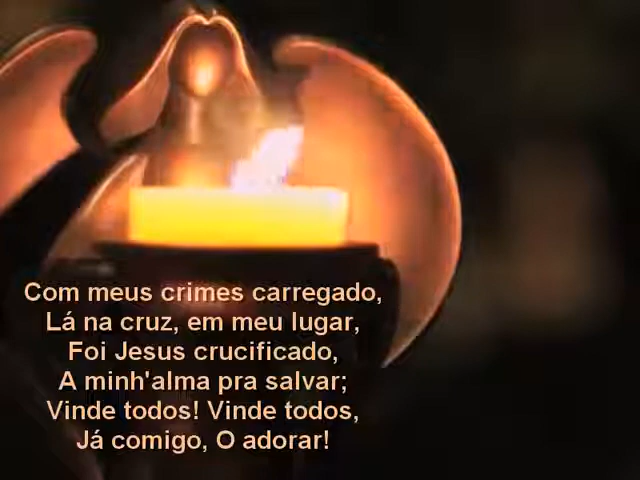 Com meus crimes carregado,
Lá na cruz, em meu lugar,
Foi Jesus crucificado,
A minh'alma pra salvar;
Vinde todos! Vinde todos,
Já comigo, O adorar!